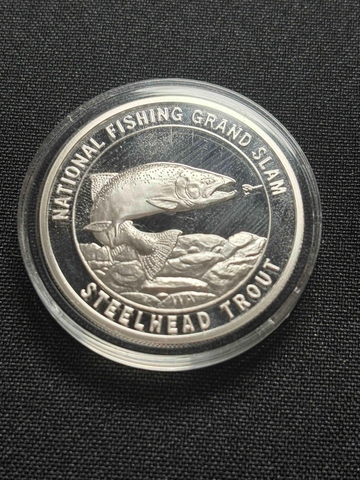 NATIONAL FISHING GRAND SLAM
STEELHEAD TROUT